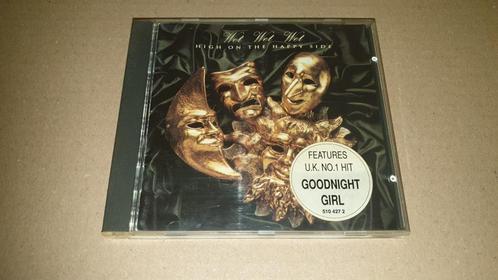 Wet Wet Wet
HIGH ON THE HAPPY SIDE
FEATURES
U.K. NO.1 HIT
GOODNIGHT
GIRL
510 427 2